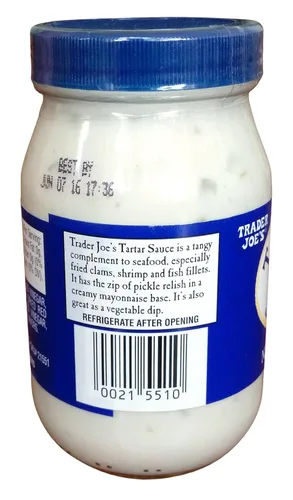 BEST BY
JUN 07 16 17:36
TRADER
JOE'S
Trader Joe's Tartar Sauce is a tangy
complement to seafood, especially
fried clams, shrimp and fish fillets.
It has the zip of pickle relish in a
creamy mayonnaise base. It's also
great as a vegetable dip.
REFRIGERATE AFTER OPENING
0021 5510